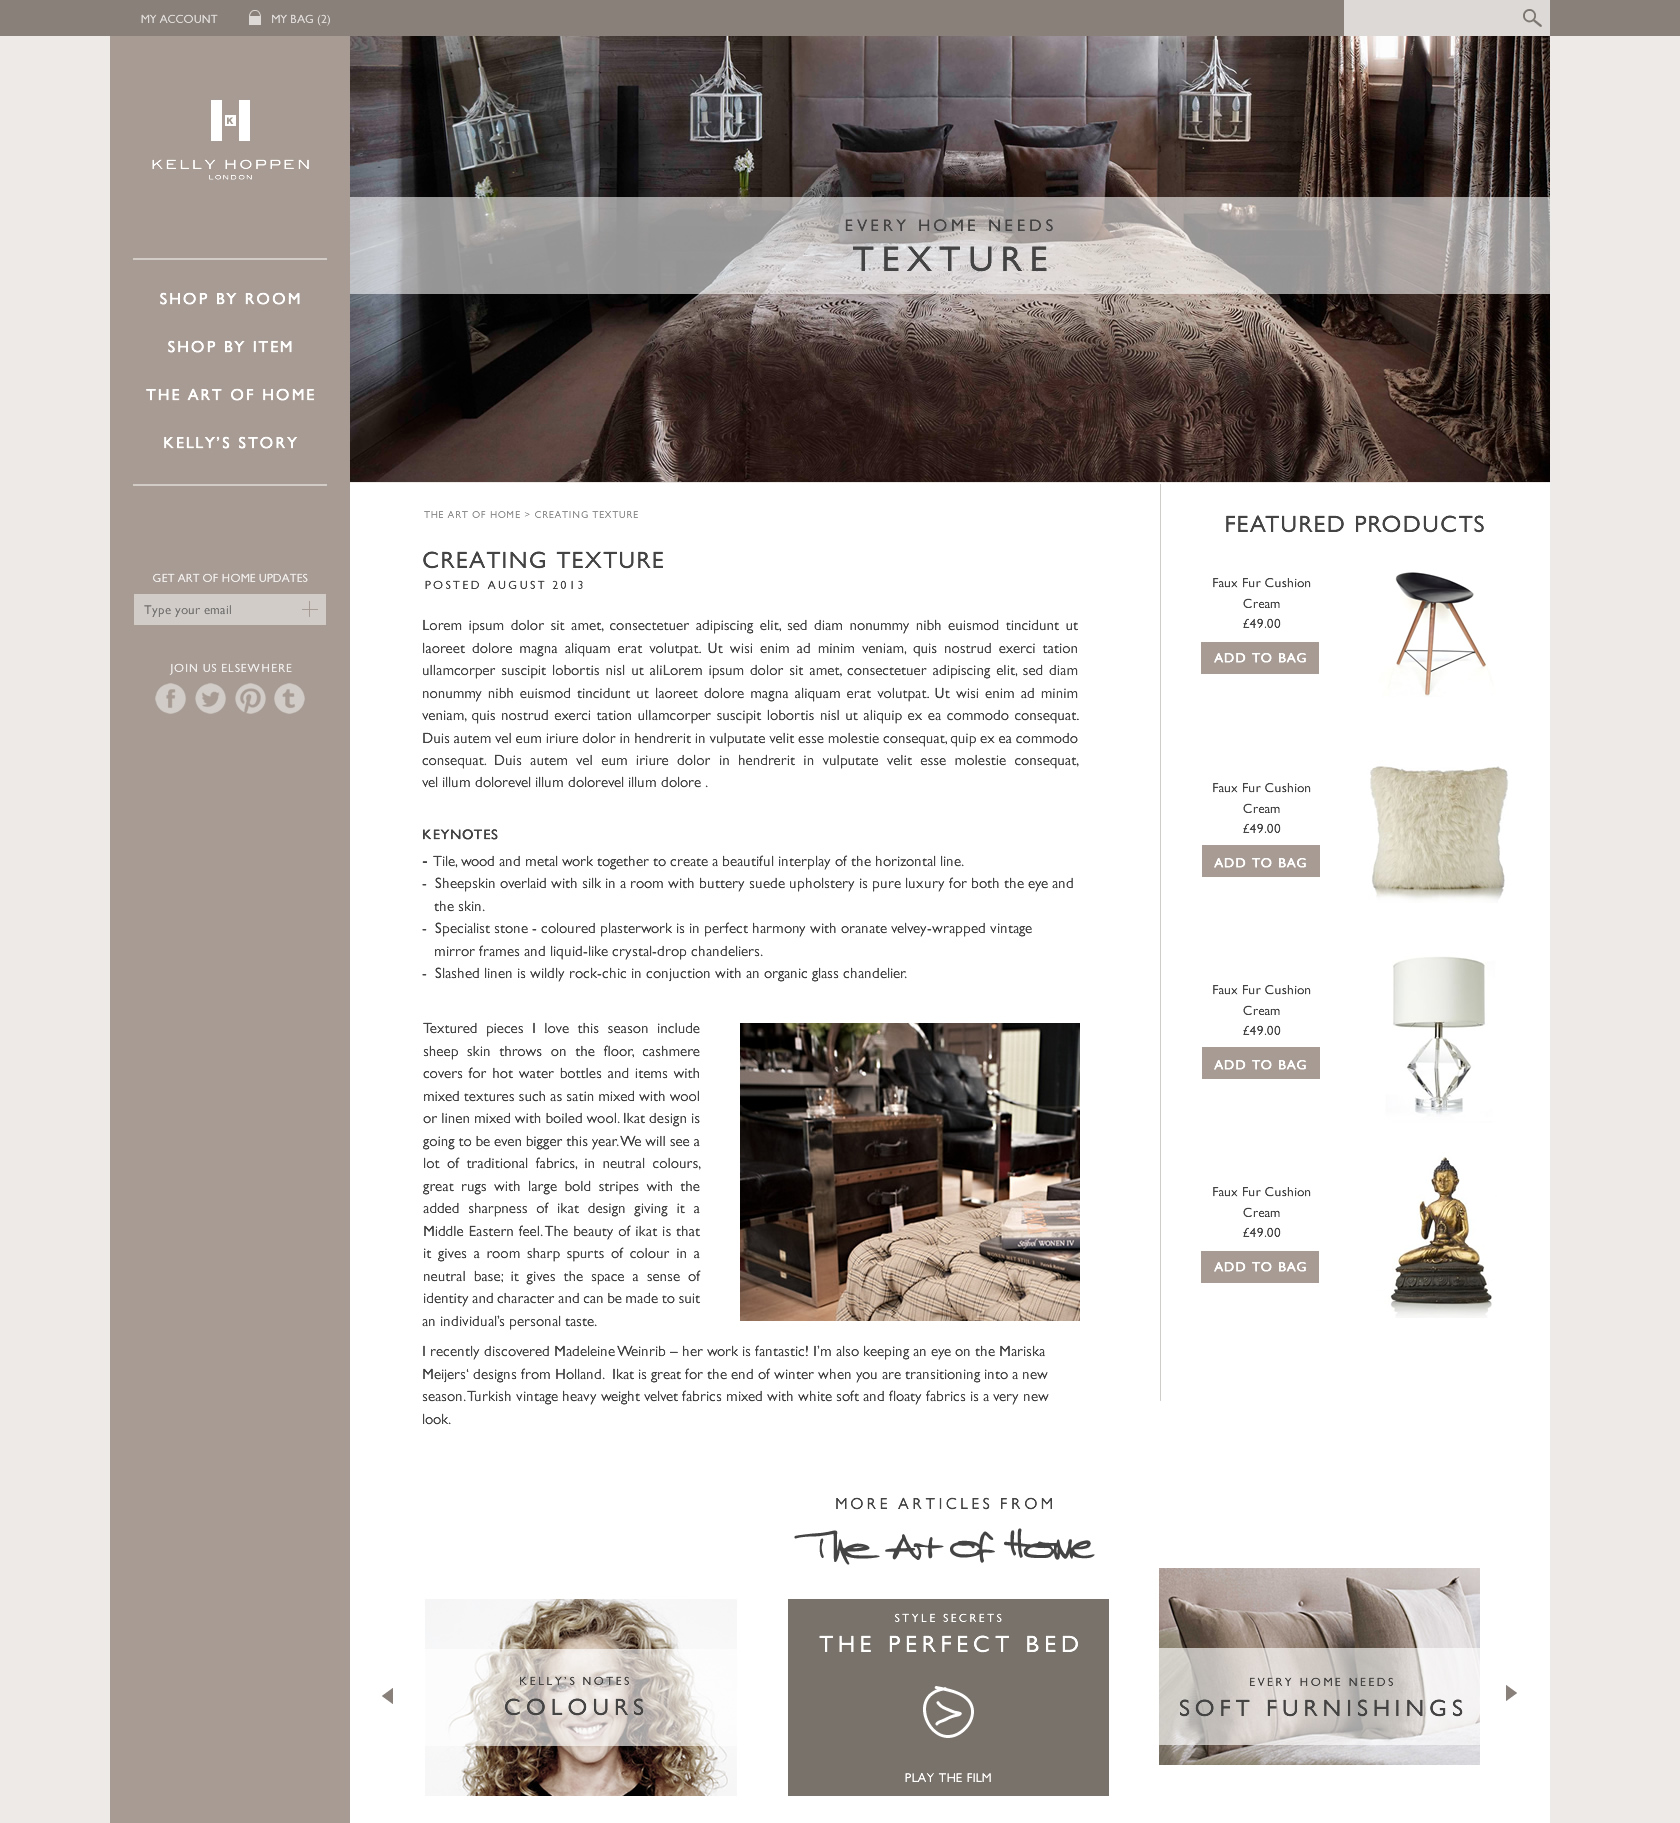 MY ACCOUNT
MY BAG (2)
K
KELLY HOPPEN
LONDON
SHOP BY ROOM
SHOP BY ITEM
THE ART OF HOME
KELLY'S STORY
GET ART OF HOME UPDATES
Type your email
JOIN US ELSEWHERE
EVERY HOME NEEDS
TEXTURE
THE ART OF HOME > CREATING TEXTURE
CREATING TEXTURE
POSTED AUGUST 2013
Lorem ipsum dolor sit amet, consectetuer adipiscing elit, sed diam nonummy nibh euismod tincidunt ut
laoreet dolore magna aliquam erat volutpat. Ut wisi enim ad minim veniam, quis nostrud exerci tation
ullamcorper suscipit lobortis nisl ut aliLorem ipsum dolor sit amet, consectetuer adipiscing elit, sed diam
nonummy nibh euismod tincidunt ut laoreet dolore magna aliquam erat volutpat. Ut wisi enim ad minim
veniam, quis nostrud exerci tation ullamcorper suscipit lobortis nisl ut aliquip ex ea commodo consequat.
Duis autem vel eum iriure dolor in hendrerit in vulputate velit esse molestie consequat, quip ex ea commodo
consequat. Duis autem vel eum iriure dolor in hendrerit in vulputate velit esse molestie consequat,
vel illum dolorevel illum dolorevel illum dolore .
KEYNOTES
- Tile, wood and metal work together to create a beautiful interplay of the horizontal line.
- Sheepskin overlaid with silk in a room with buttery suede upholstery is pure luxury for both the eye and
the skin.
- Specialist stone - coloured plasterwork is in perfect harmony with oranate velvey-wrapped vintage
mirror frames and liquid-like crystal-drop chandeliers.
- Slashed linen is wildly rock-chic in conjuction with an organic glass chandelier.
Textured pieces I love this season include
sheep skin throws on the floor, cashmere
covers for hot water bottles and items with
mixed textures such as satin mixed with wool
or linen mixed with boiled wool. Ikat design is
going to be even bigger this year. We will see a
lot of traditional fabrics, in neutral colours,
great rugs with large bold stripes with the
added sharpness of ikat design giving it a
Middle Eastern feel. The beauty of ikat is that
it gives a room sharp spurts of colour in a
neutral base; it gives the space a sense of
identity and character and can be made to suit
an individual's personal taste.
WONEN IV
I recently discovered Madeleine Weinrib – her work is fantastic! I'm also keeping an eye on the Mariska
Meijers' designs from Holland. Ikat is great for the end of winter when you are transitioning into a new
season. Turkish vintage heavy weight velvet fabrics mixed with white soft and floaty fabrics is a very new
look.
FEATURED PRODUCTS
Faux Fur Cushion
Cream
£49.00
ADD TO BAG
Faux Fur Cushion
Cream
£49.00
ADD TO BAG
Faux Fur Cushion
Cream
£49.00
ADD TO BAG
Faux Fur Cushion
Cream
£49.00
ADD TO BAG
MORE ARTICLES FROM
The Art of Home
KELLY'S NOTES
COLOURS
STYLE SECRETS
THE PERFECT BED
PLAY THE FILM
EVERY HOME NEEDS
SOFT FURNISHINGS